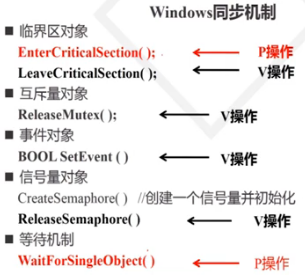 Windows同步机制
■ 临界区对象
EnterCriticalSection( ); ← P操作
LeaveCriticalSection( ); ← V操作
■ 互斥量对象
ReleaseMutex( ); ← V操作
■ 事件对象
BOOL SetEvent ( ) ← V操作
■ 信号量对象
CreateSemaphore( ) //创建一个信号量并初始化
ReleaseSemaphore( ) ← V操作
■ 等待机制
WaitForSingleObject( ) ← P操作